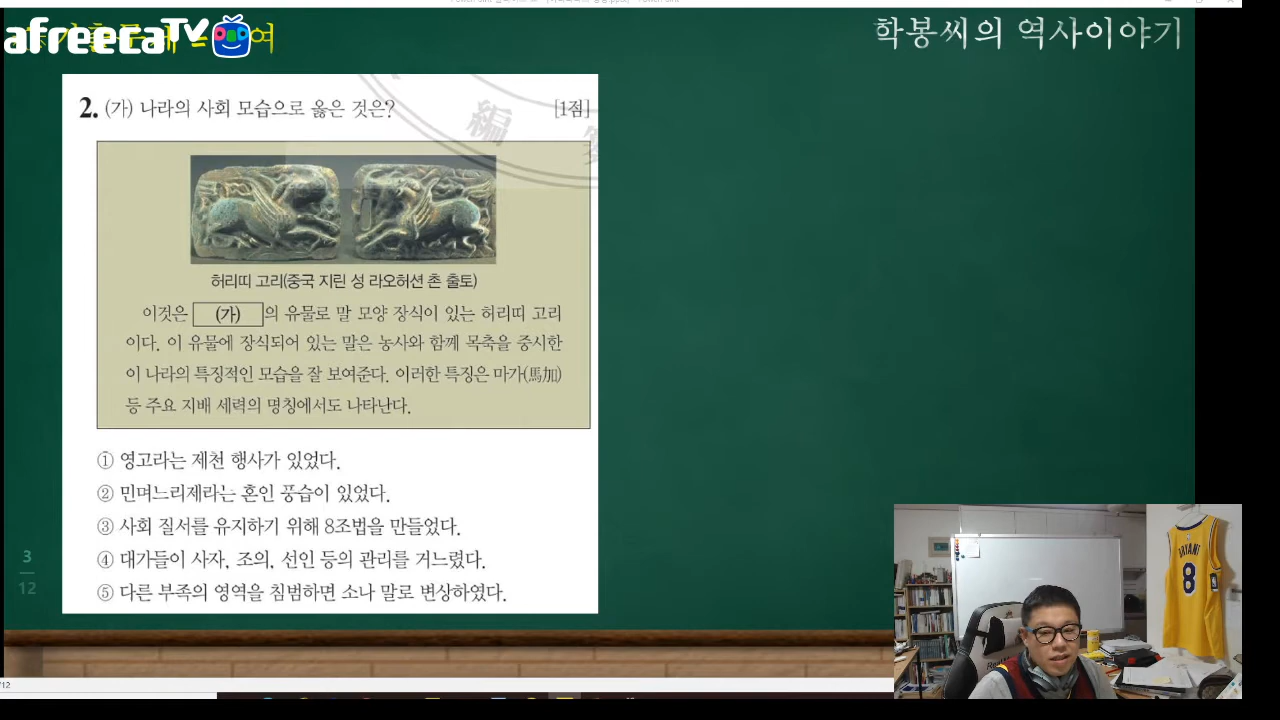 afreecaTV
여
학봉씨의 역사이야기
2. (가) 나라의 사회 모습으로 옳은 것은? [1점]
編
허리띠 고리(중국 지린 성 라오허션 촌 출토)
이것은 (가) 의 유물로 말 모양 장식이 있는 허리띠 고리
이다. 이 유물에 장식되어 있는 말은 농사와 함께 목축을 중시한
이 나라의 특징적인 모습을 잘 보여준다. 이러한 특징은 마가(馬加)
등 주요 지배 세력의 명칭에서도 나타난다.
① 영고라는 제천 행사가 있었다.
② 민며느리제라는 혼인 풍습이 있었다.
③ 사회 질서를 유지하기 위해 8조법을 만들었다.
④ 대가들이 사자, 조의, 선인 등의 관리를 거느렸다.
⑤ 다른 부족의 영역을 침범하면 소나 말로 변상하였다.
3
12
8
/12